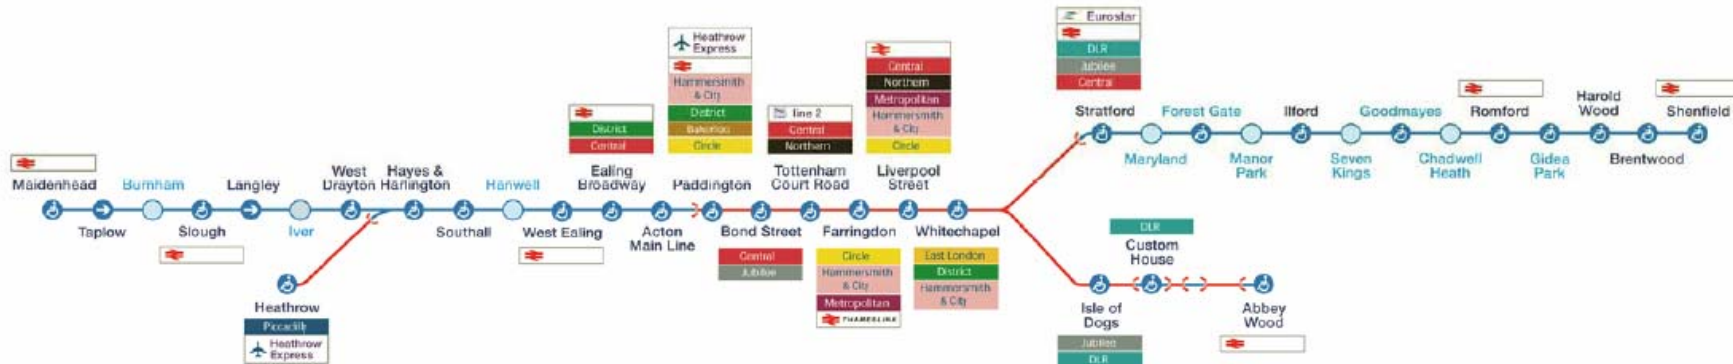 Eurostar
DLR
Jubilee
Central
Heathrow
Express
Hammersmith
& City
District
Bakerloo
Circle
Central
Northern
Metropolitan
Hammersmith
& City
Circle
District
Central
line 2
Central
Northern
Stratford
Forest Gate
Ilford
Goodmayes
Romford
Harold
Wood
Shenfield
Maryland
Manor
Park
Seven
Kings
Chadwell
Heath
Gidea
Park
Brentwood
Maidenhead
Burnham
Langley
West
Drayton
Hayes &
Harlington
Hanwell
Ealing
Broadway
Paddington
Tottenham
Court Road
Liverpool
Street
Taplow
Slough
Iver
Southall
West Ealing
Acton
Main Line
Bond Street
Farringdon
Whitechapel
Central
Jubilee
Circle
Hammersmith
& City
Metropolitan
THAMESLINK
East London
District
Hammersmith
& City
DLR
Custom
House
Heathrow
Piccadilly
Heathrow
Express
Isle of
Dogs
Jubilee
DLR
Abbey
Wood